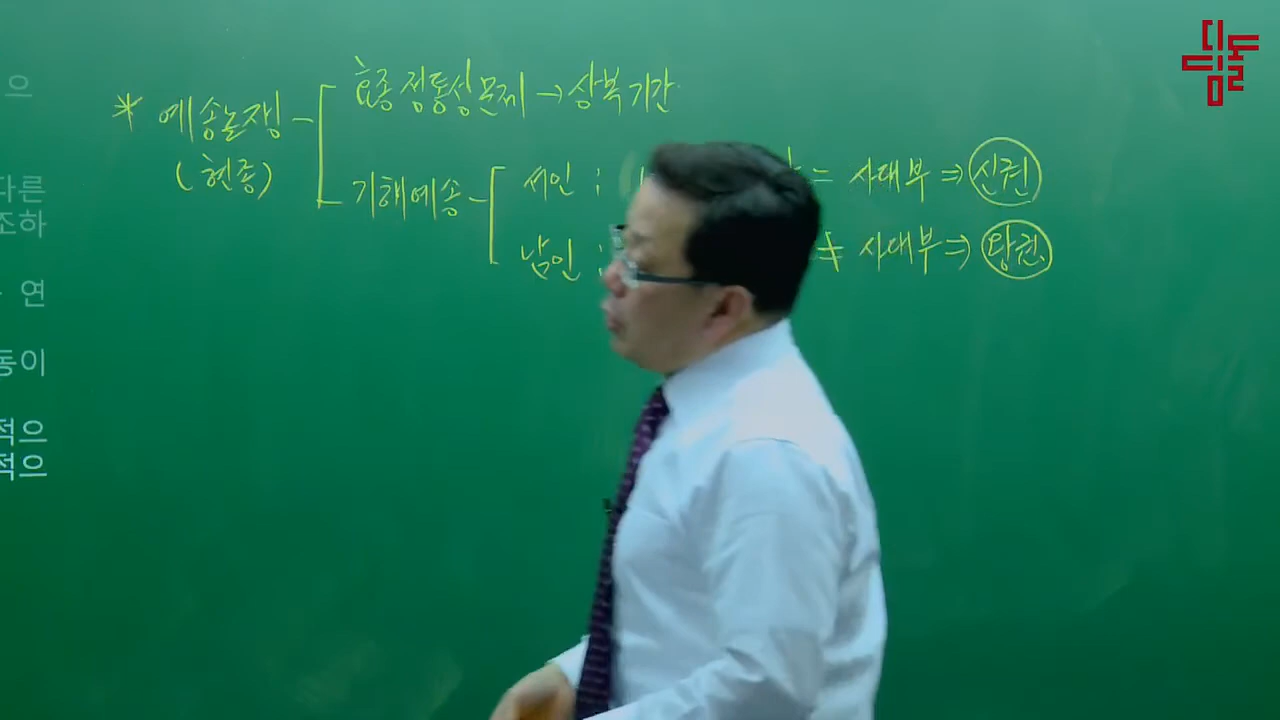 * 예송논쟁
(현종)
효종 정통성 문제 → 상복 기간
기해예송
서인 : = 사대부 ⇒ 신권
남인 : ≠ 사대부 ⇒ 왕권
으
다른
조하
연
동이
적으
적으